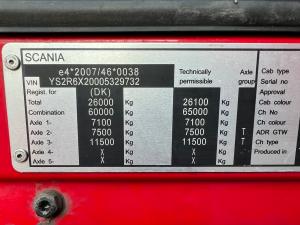 SCANIA
e4*2007/46*0038
VIN YS2R6X20005329732
Regist. for (DK) Technically permissible Axle group
Total 26000 Kg 26100 Kg
Combination 60000 Kg 65000 Kg
Axle 1- 7100 Kg 7100 Kg
Axle 2- 7500 Kg 7500 Kg T
Axle 3- 11500 Kg 11500 Kg T
Axle 4- X Kg X Kg
Axle 5- X Kg X Kg
Cab type
Serial No
Approval
Cab colour
Ch No
Ch colour
ADR GTW
Ch type
Produced in